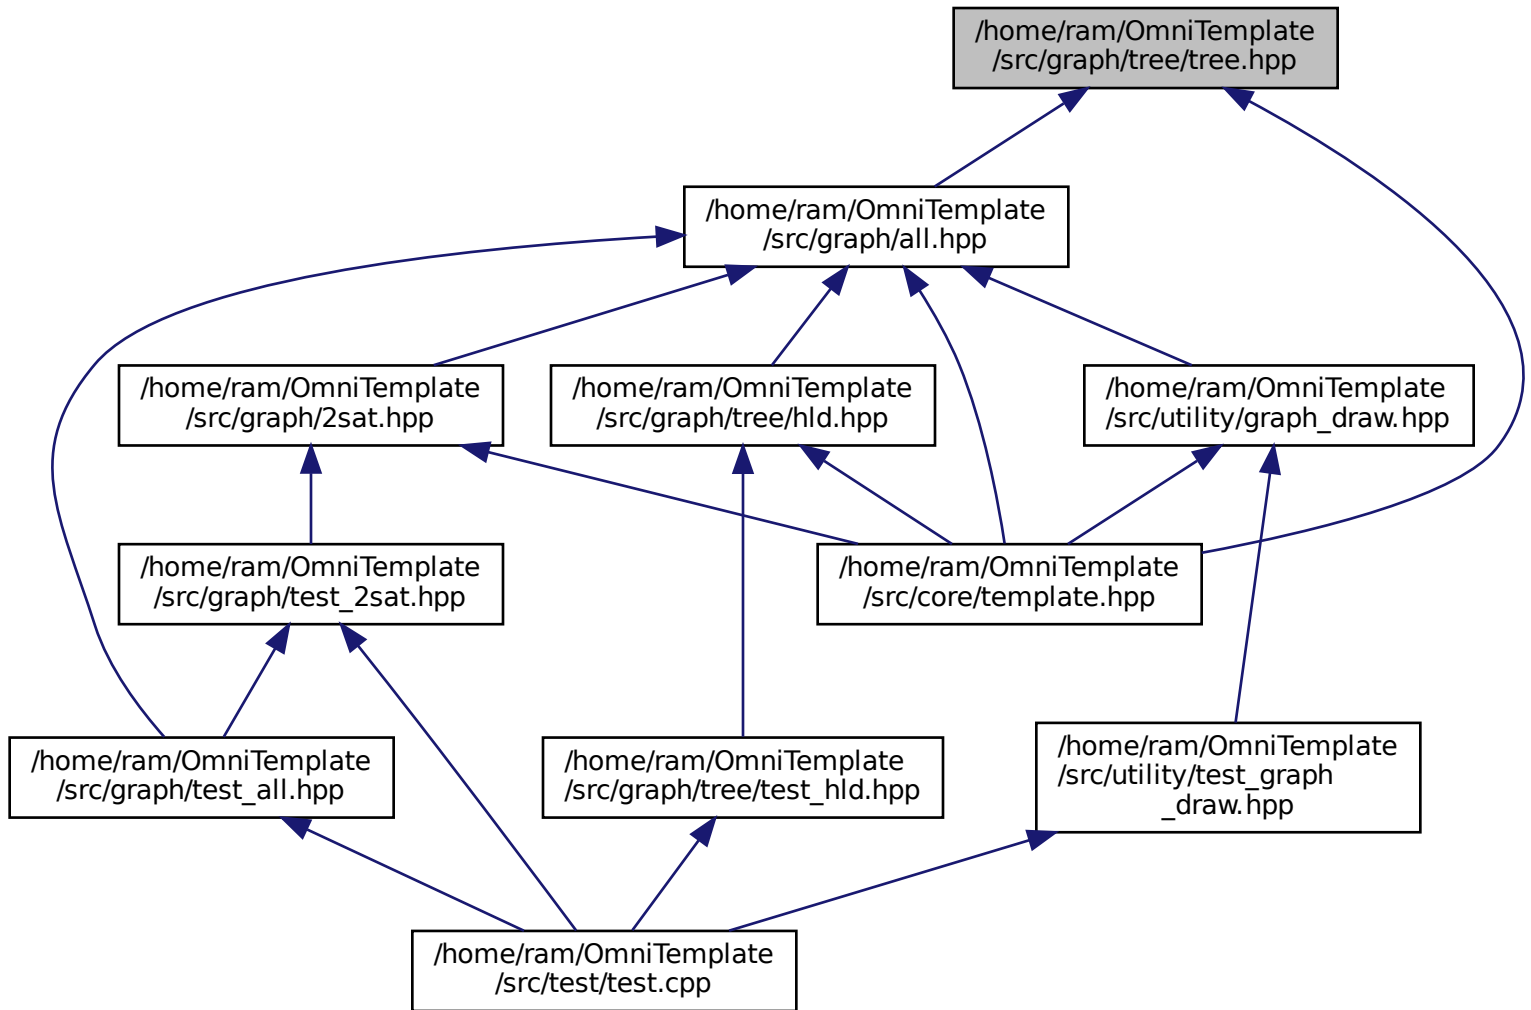 /home/ram/OmniTemplate
/src/graph/tree/tree.hpp
/home/ram/OmniTemplate
/src/graph/all.hpp
/home/ram/OmniTemplate
/src/graph/2sat.hpp
/home/ram/OmniTemplate
/src/graph/tree/hld.hpp
/home/ram/OmniTemplate
/src/utility/graph_draw.hpp
/home/ram/OmniTemplate
/src/graph/test_2sat.hpp
/home/ram/OmniTemplate
/src/core/template.hpp
/home/ram/OmniTemplate
/src/graph/test_all.hpp
/home/ram/OmniTemplate
/src/graph/tree/test_hld.hpp
/home/ram/OmniTemplate
/src/utility/test_graph
_draw.hpp
/home/ram/OmniTemplate
/src/test/test.cpp